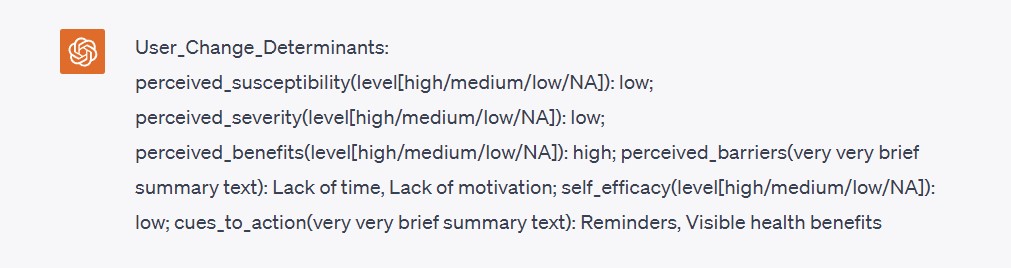 User_Change_Determinants:
perceived_susceptibility(level[high/medium/low/NA]): low;
perceived_severity(level[high/medium/low/NA]): low;
perceived_benefits(level[high/medium/low/NA]): high; perceived_barriers(very very brief
summary text): Lack of time, Lack of motivation; self_efficacy(level[high/medium/low/NA]):
low; cues_to_action(very very brief summary text): Reminders, Visible health benefits